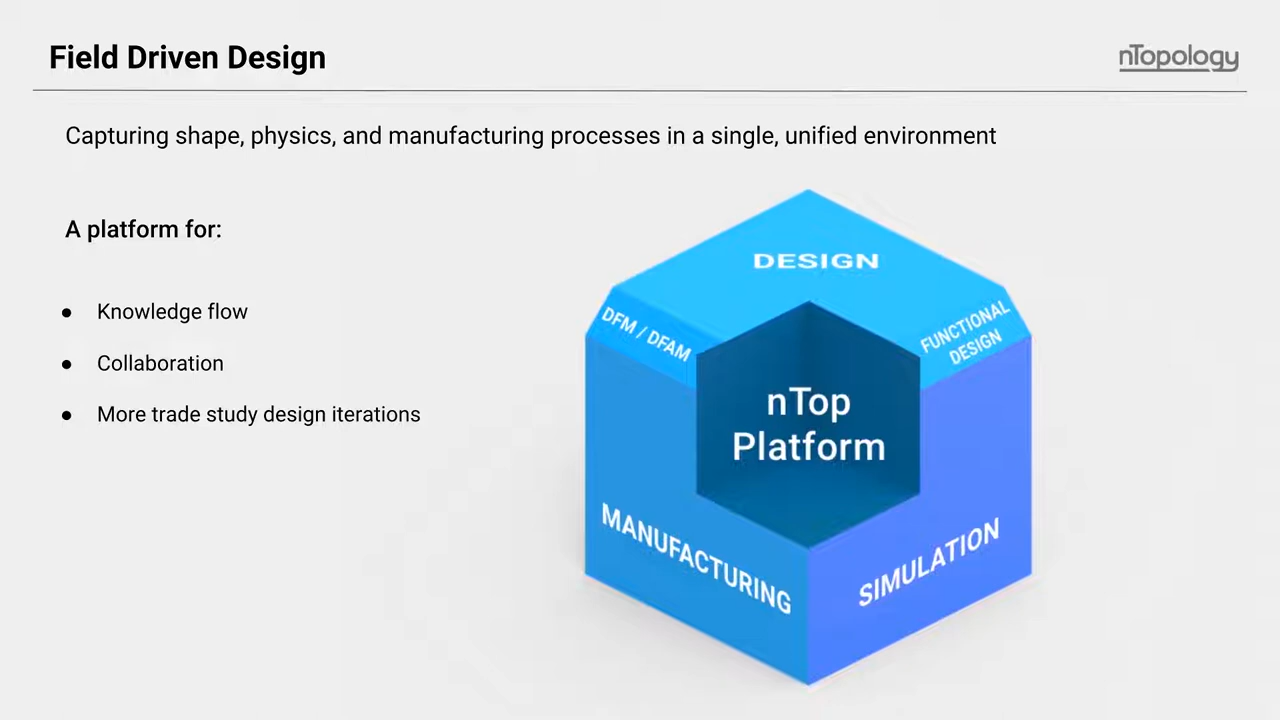 Field Driven Design
nTopology
Capturing shape, physics, and manufacturing processes in a single, unified environment
A platform for:
● Knowledge flow
● Collaboration
● More trade study design iterations
DESIGN
DFM / DFAM
FUNCTIONAL
DESIGN
nTop
Platform
MANUFACTURING
SIMULATION